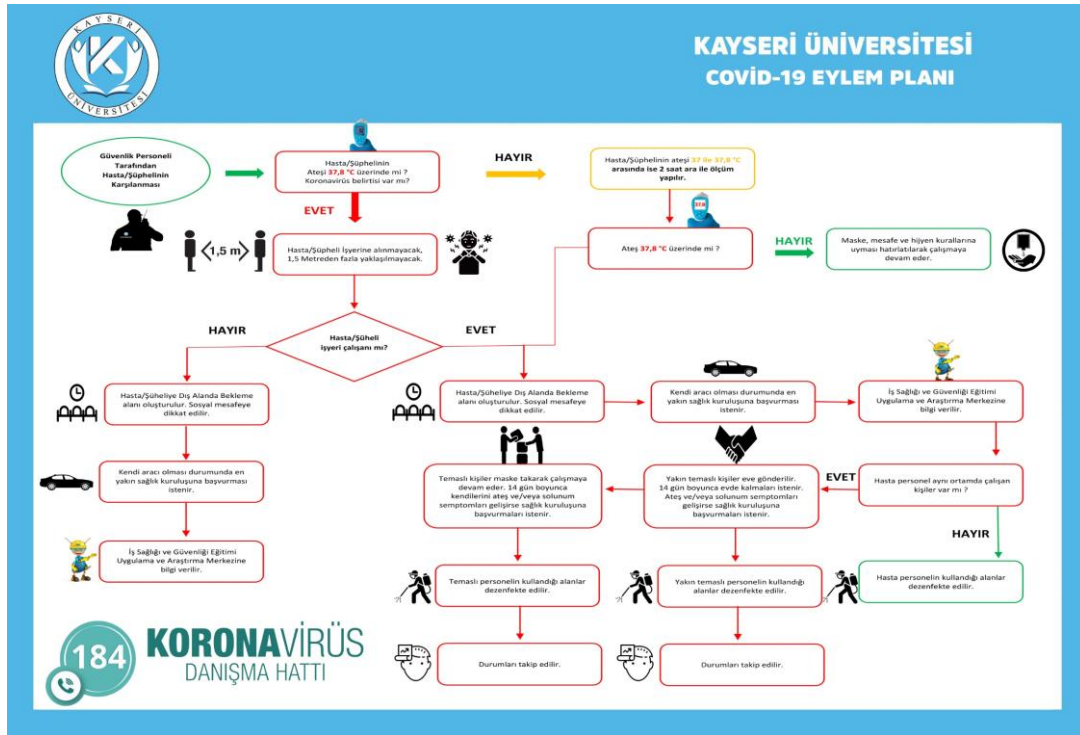 KAYSERİ
ÜNİVERSİTESİ
KAYSERİ ÜNİVERSİTESİ
COVİD-19 EYLEM PLANI
Güvenlik Personeli
Tarafından
Hasta/Şüphelinin
Karşılanması
Hasta/Şüphelinin
Ateşi 37,8 °C üzerinde mi ?
Koronavirüs belirtisi var mı?
HAYIR
Hasta/Şüphelinin ateşi 37 ile 37,8 °C
arasında ise 2 saat ara ile ölçüm
yapılır.
EVET
37.8
<1,5 m>
Hasta/Süpheli İşyerine alınmayacak,
1,5 Metreden fazla yaklaşılmayacak.
Ateş 37,8 °C üzerinde mi ?
HAYIR
Maske, mesafe ve hijyen kurallarına
uyması hatırlatılarak çalışmaya
devam eder.
HAYIR
Hasta/Şüheli
işyeri çalışanı mı?
EVET
Hasta/Şüheliye Dış Alanda Bekleme
alanı oluşturulur. Sosyal mesafeye
dikkat edilir.
Hasta/Şüheliye Dış Alanda Bekleme
alanı oluşturulur. Sosyal mesafeye
dikkat edilir.
Kendi aracı olması durumunda en
yakın sağlık kuruluşuna başvurması
istenir.
İş Sağlığı ve Güvenliği Eğitimi
Uygulama ve Araştırma Merkezine
bilgi verilir.
Kendi aracı olması durumunda en
yakın sağlık kuruluşuna başvurması
istenir.
Temaslı kişiler maske takarak çalışmaya
devam eder. 14 gün boyunca
kendilerini ateş ve/veya solunum
semptomları gelişirse sağlık kuruluşuna
başvurmaları istenir.
Yakın temaslı kişiler eve gönderilir.
14 gün boyunca evde kalmaları istenir.
Ateş ve/veya solunum semptomları
gelişirse sağlık kuruluşuna
başvurmaları istenir.
EVET
Hasta personel aynı ortamda çalışan
kişiler var mı ?
HAYIR
İş Sağlığı ve Güvenliği Eğitimi
Uygulama ve Araştırma Merkezine
bilgi verilir.
Temaslı personelin kullandığı alanlar
dezenfekte edilir.
Yakın temaslı personelin kullandığı
alanlar dezenfekte edilir.
Hasta personelin kullandığı alanlar
dezenfekte edilir.
Durumları takip edilir.
Durumları takip edilir.
184
KORONAVİRÜS
DANIŞMA HATTI